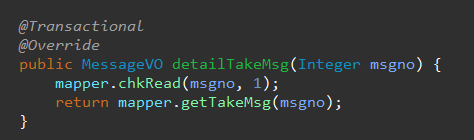 @Transactional
@Override
public MessageVO detailTakeMsg(Integer msgno) {
    mapper.chkRead(msgno, 1);
    return mapper.getTakeMsg(msgno);
}